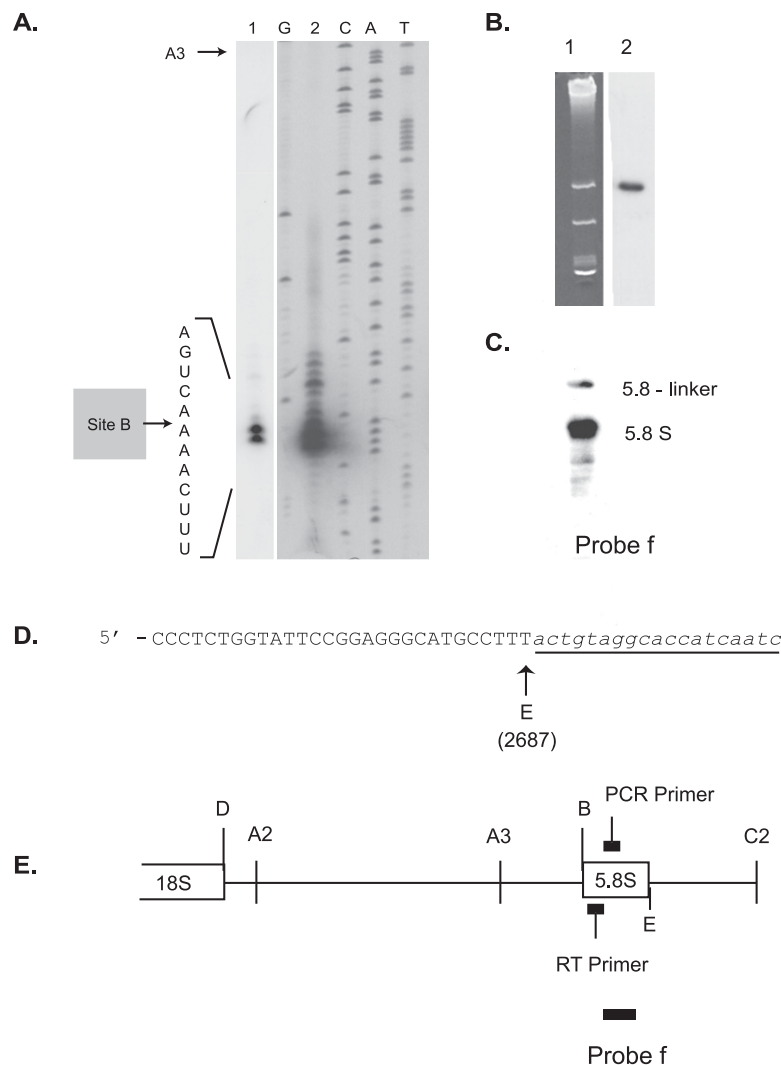 A.
1 G 2 C A T
A3
A
G
U
C
A
A
A
A
C
U
U
U
Site B
B.
1 2
C.
5.8 - linker
5.8 S
Probe f
D.
5' -CCCTCTGGTATTCCGGAGGGCATGCCTTTactgtaggcaccatcaatc
E
(2687)
E.
D
A2
A3
B
PCR Primer
C2
18S
5.8S
E
RT Primer
Probe f